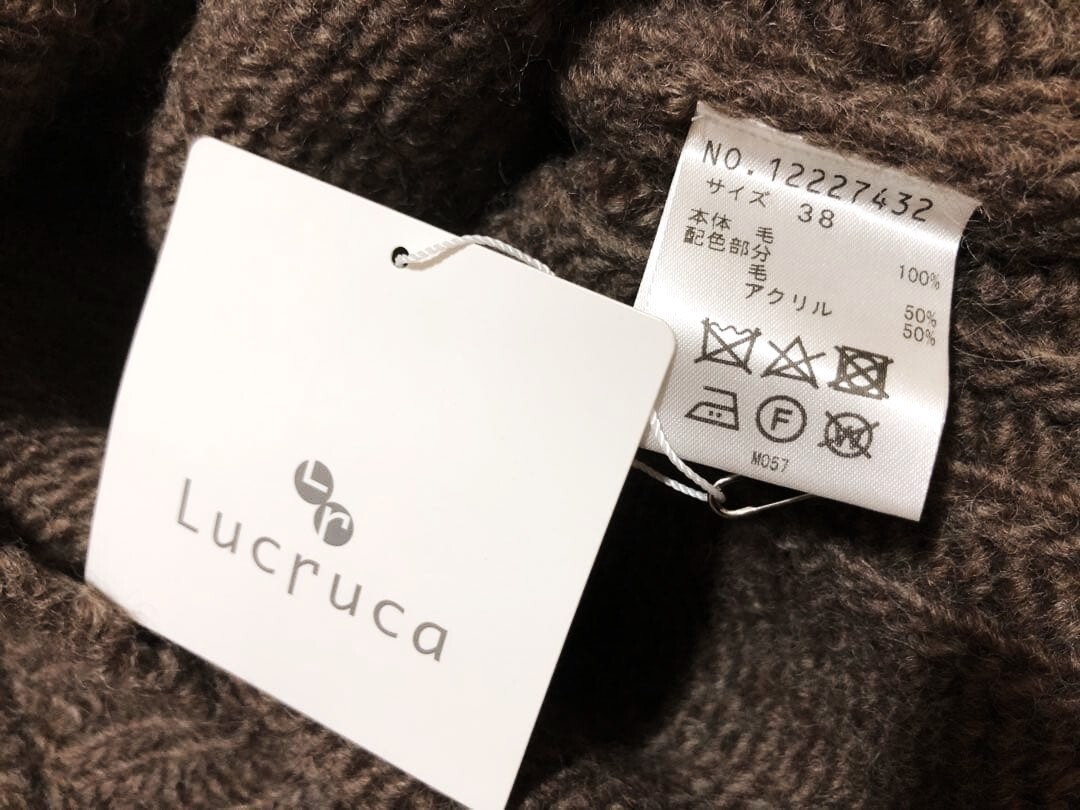 Lr
Lucruca
NO.12227432
サイズ 38
本体 毛 100%
配色部分
毛 50%
アクリル 50%
F
W
M057